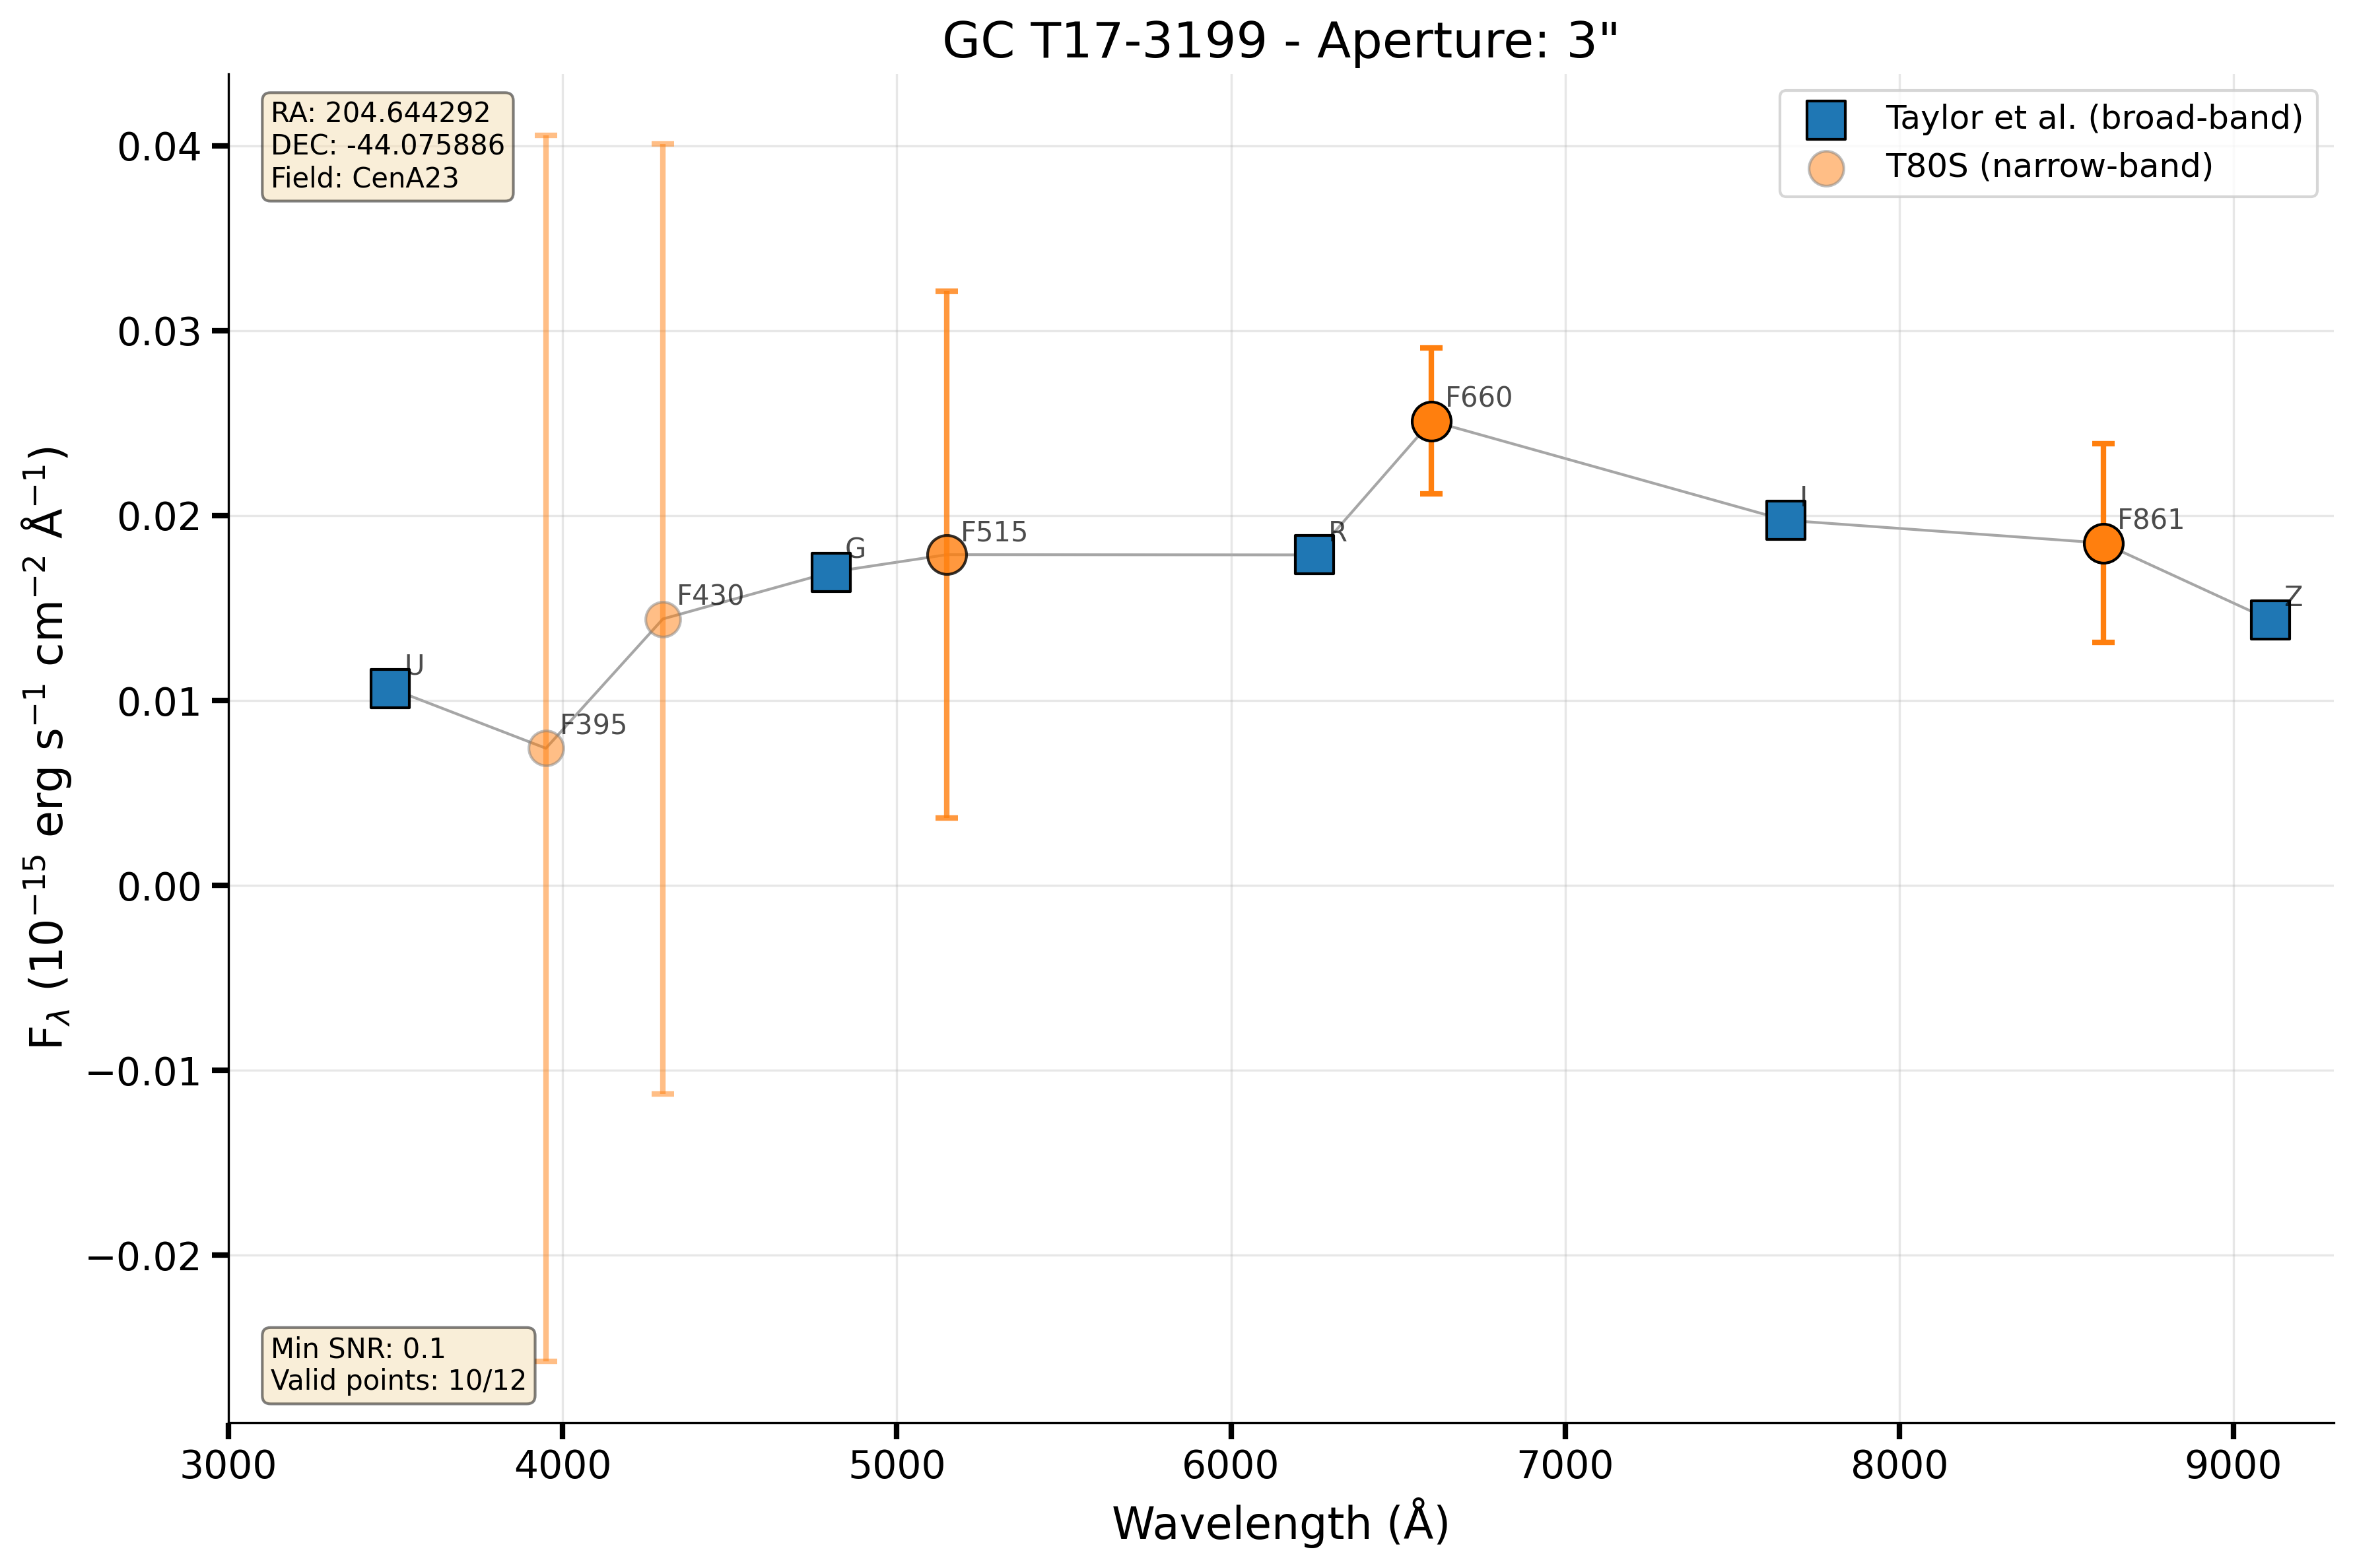 GC T17-3199 - Aperture: 3"
RA: 204.644292
DEC: -44.075886
Field: CenA23
Taylor et al. (broad-band)
T80S (narrow-band)
0.04
0.03
0.02
0.01
0.00
−0.01
−0.02
F_λ (10⁻¹⁵ erg s⁻¹ cm⁻² Å⁻¹)
U
F395
F430
G
F515
R
F660
I
F861
Z
Min SNR: 0.1
Valid points: 10/12
3000
4000
5000
6000
7000
8000
9000
Wavelength (Å)